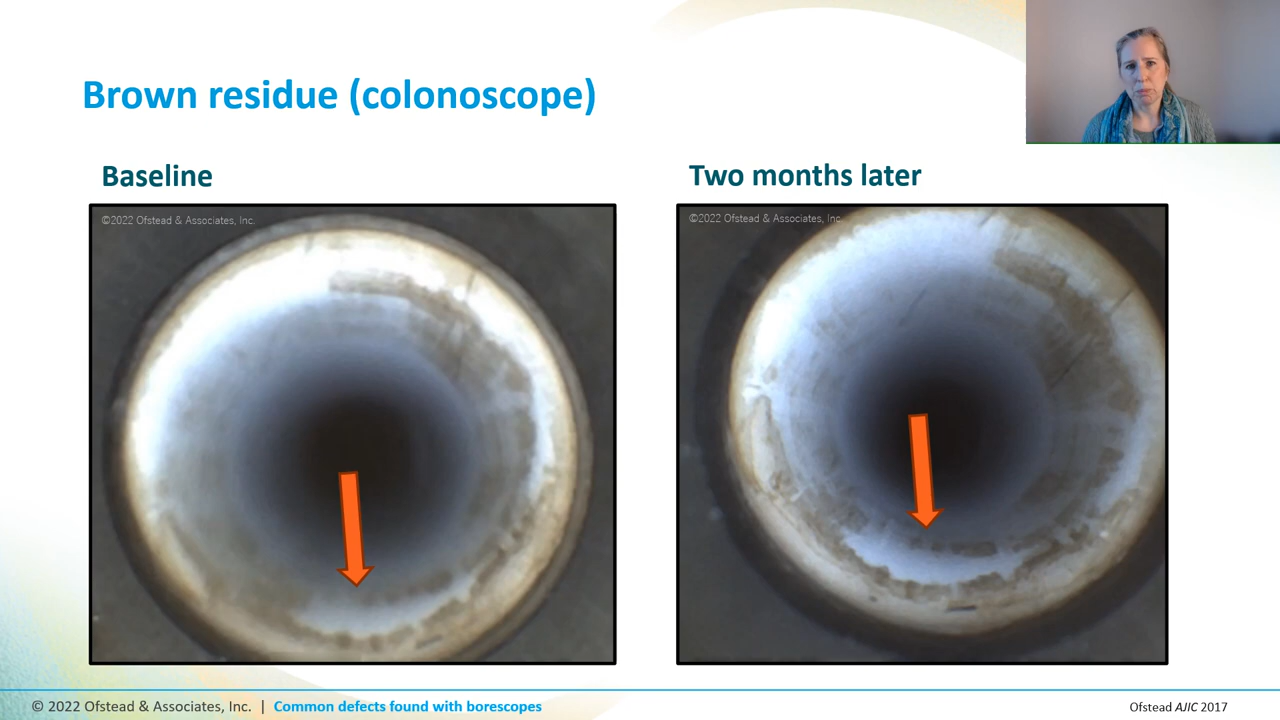 Brown residue (colonoscope)
Baseline
Two months later
©2022 Ofstead & Associates, Inc.
©2022 Ofstead & Associates, Inc.
© 2022 Ofstead & Associates, Inc. | Common defects found with borescopes
Ofstead AJIC 2017